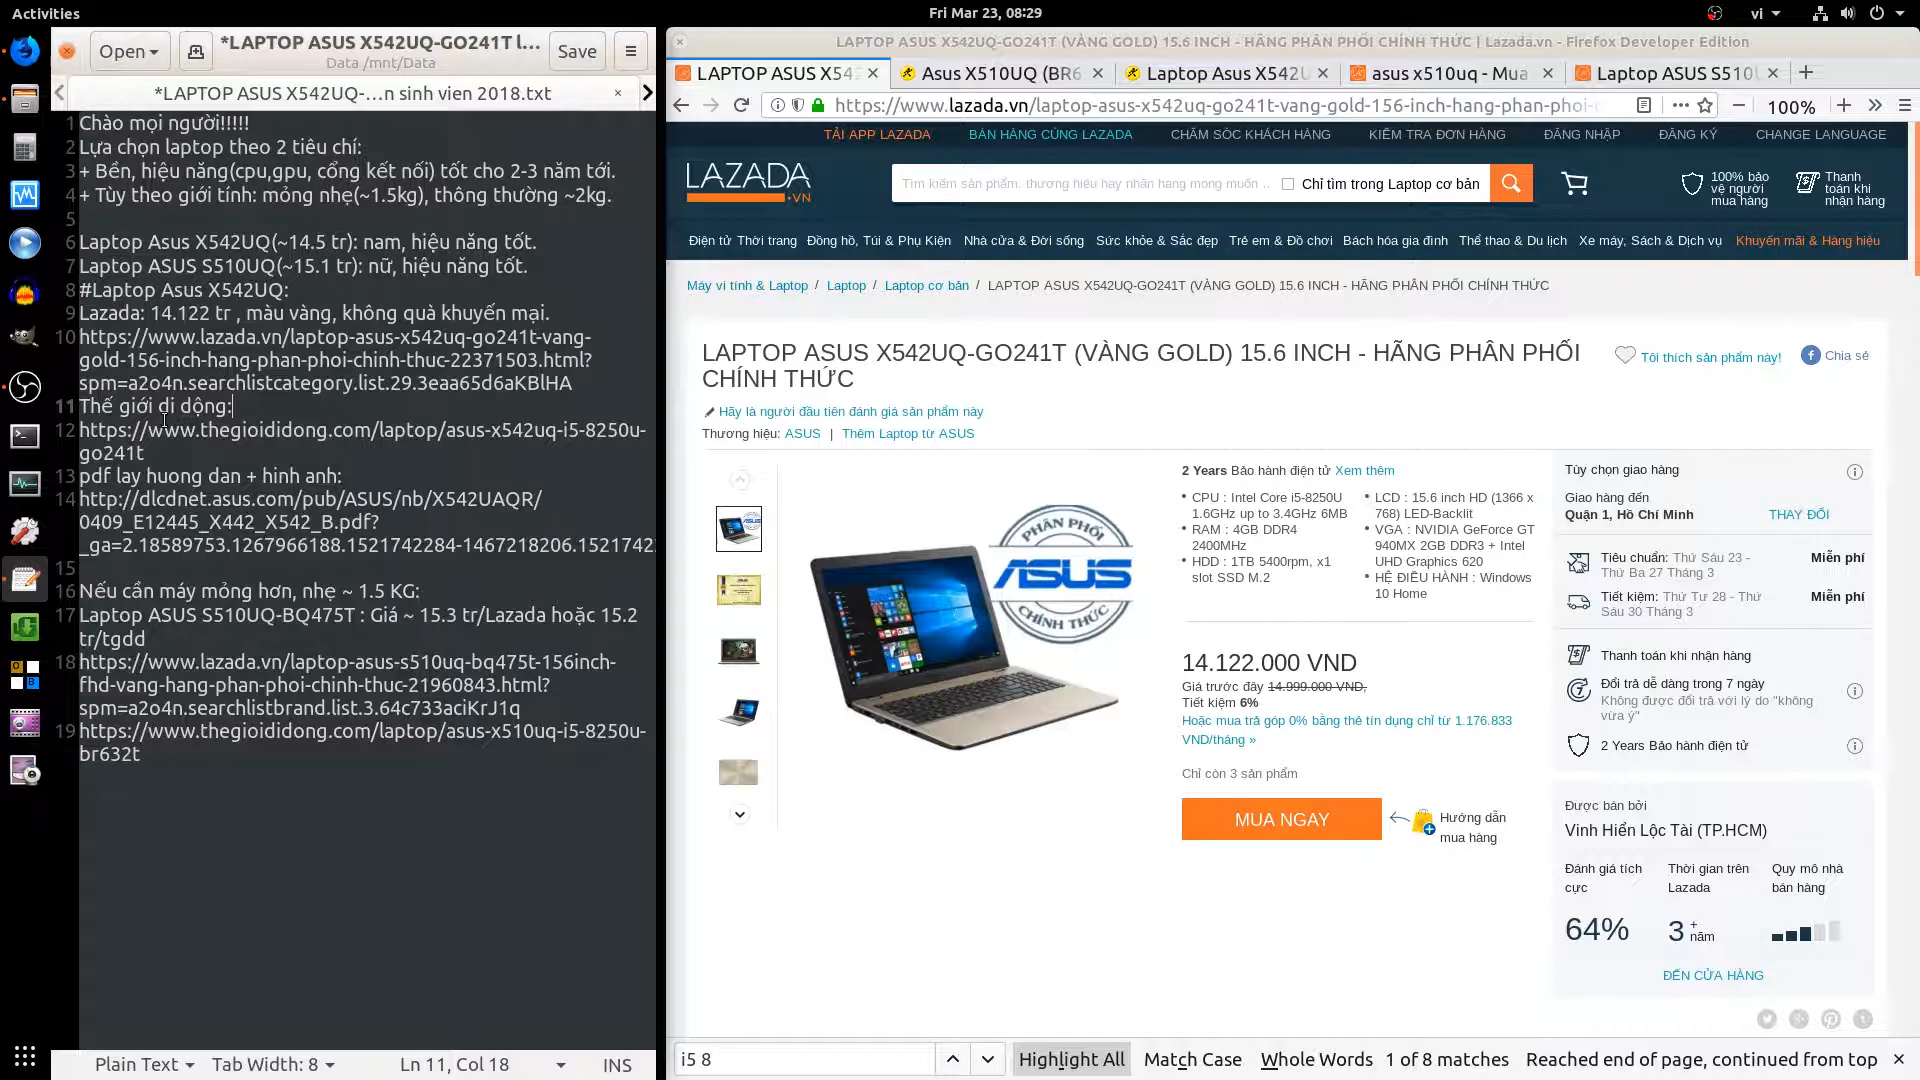 Activities
Fri Mar 23, 08:29
vi
Open
*LAPTOP ASUS X542UQ-GO241T l...
Data /mnt/Data
Save
*LAPTOP ASUS X542UQ-...n sinh vien 2018.txt
1 Chào mọi người!!!!!
2 Lựa chọn laptop theo 2 tiêu chí:
3 + Bền, hiệu năng(cpu,gpu, cổng kết nối) tốt cho 2-3 năm tới.
4 + Tùy theo giới tính: mỏng nhẹ(~1.5kg), thông thường ~2kg.
5
6 Laptop Asus X542UQ(~14.5 tr): nam, hiệu năng tốt.
7 Laptop ASUS S510UQ(~15.1 tr): nữ, hiệu năng tốt.
8 #Laptop Asus X542UQ:
9 Lazada: 14.122 tr , màu vàng, không quà khuyến mại.
10 https://www.lazada.vn/laptop-asus-x542uq-go241t-vang-
gold-156-inch-hang-phan-phoi-chinh-thuc-22371503.html?
spm=a2o4n.searchlistcategory.list.29.3eaa65d6aKBlHA
11 Thế giới di dộng:
12 https://www.thegioididong.com/laptop/asus-x542uq-i5-8250u-
go241t
13 pdf lay huong dan + hinh anh:
14 http://dlcdnet.asus.com/pub/ASUS/nb/X542UAQR/
0409_E12445_X442_X542_B.pdf?
_ga=2.18589753.1267966188.1521742284-1467218206.1521742
15
16 Nếu cần máy mỏng hơn, nhẹ ~ 1.5 KG:
17 Laptop ASUS S510UQ-BQ475T : Giá ~ 15.3 tr/Lazada hoặc 15.2
tr/tgdd
18 https://www.lazada.vn/laptop-asus-s510uq-bq475t-156inch-
fhd-vang-hang-phan-phoi-chinh-thuc-21960843.html?
spm=a2o4n.searchlistbrand.list.3.64c733aciKrJ1q
19 https://www.thegioididong.com/laptop/asus-x510uq-i5-8250u-
br632t
Plain Text
Tab Width: 8
Ln 11, Col 18
INS
LAPTOP ASUS X542UQ-GO241T (VÀNG GOLD) 15.6 INCH - HÃNG PHÂN PHỐI CHÍNH THỨC | Lazada.vn - Firefox Developer Edition
LAPTOP ASUS X54
Asus X510UQ (BR6
Laptop Asus X542U
asus x510uq - Mua
LAPTOP ASUS S510U
https://www.lazada.vn/laptop-asus-x542uq-go241t-vang-gold-156-inch-hang-phan-phoi-c
100%
TẢI APP LAZADA
BÁN HÀNG CÙNG LAZADA
CHĂM SÓC KHÁCH HÀNG
KIỂM TRA ĐƠN HÀNG
ĐĂNG NHẬP
ĐĂNG KÝ
CHANGE LANGUAGE
LAZADA
.VN
Tìm kiếm sản phẩm, thương hiệu hay nhãn hàng mong muốn ...
Chỉ tìm trong Laptop cơ bản
100% bảo
vệ người
mua hàng
Thanh
toán khi
nhận hàng
Điện tử Thời trang Đồng hồ, Túi & Phụ Kiện Nhà cửa & Đời sống Sức khỏe & Sắc đẹp Trẻ em & Đồ chơi Bách hóa gia đình Thể thao & Du lịch Xe máy, Sách & Dịch vụ Khuyến mãi & Hàng hiệu
Máy vi tính & Laptop / Laptop / Laptop cơ bản / LAPTOP ASUS X542UQ-GO241T (VÀNG GOLD) 15.6 INCH - HÃNG PHÂN PHỐI CHÍNH THỨC
LAPTOP ASUS X542UQ-GO241T (VÀNG GOLD) 15.6 INCH - HÃNG PHÂN PHỐI
CHÍNH THỨC
Tôi thích sản phẩm này!
Chia sẻ
Hãy là người đầu tiên đánh giá sản phẩm này
Thương hiệu: ASUS | Thêm Laptop từ ASUS
PHÂN PHỐI
ASUS
CHÍNH THỨC
2 Years Bảo hành điện tử Xem thêm
• CPU : Intel Core i5-8250U
1.6GHz up to 3.4GHz 6MB
• RAM : 4GB DDR4
2400MHz
• HDD : 1TB 5400rpm, x1
slot SSD M.2
• LCD : 15.6 inch HD (1366 x
768) LED-Backlit
• VGA : NVIDIA GeForce GT
940MX 2GB DDR3 + Intel
UHD Graphics 620
• HỆ ĐIỀU HÀNH : Windows
10 Home
14.122.000 VND
Giá trước đây 14.999.000 VND,
Tiết kiệm 6%
Hoặc mua trả góp 0% bằng thẻ tín dụng chỉ từ 1.176.833
VND/tháng »
Chỉ còn 3 sản phẩm
MUA NGAY
Hướng dẫn
mua hàng
Tùy chọn giao hàng
Giao hàng đến
Quận 1, Hồ Chí Minh
THAY ĐỔI
Tiêu chuẩn: Thứ Sáu 23 -
Thứ Ba 27 Tháng 3
Miễn phí
Tiết kiệm: Thứ Tư 28 - Thứ
Sáu 30 Tháng 3
Miễn phí
Thanh toán khi nhận hàng
Đổi trả dễ dàng trong 7 ngày
Không được đổi trả với lý do "không
vừa ý"
2 Years Bảo hành điện tử
Được bán bởi
Vinh Hiển Lộc Tài (TP.HCM)
Đánh giá tích
cực
Thời gian trên
Lazada
Quy mô nhà
bán hàng
64%
3 + năm
ĐẾN CỬA HÀNG
i5 8
Highlight All
Match Case
Whole Words
1 of 8 matches
Reached end of page, continued from top